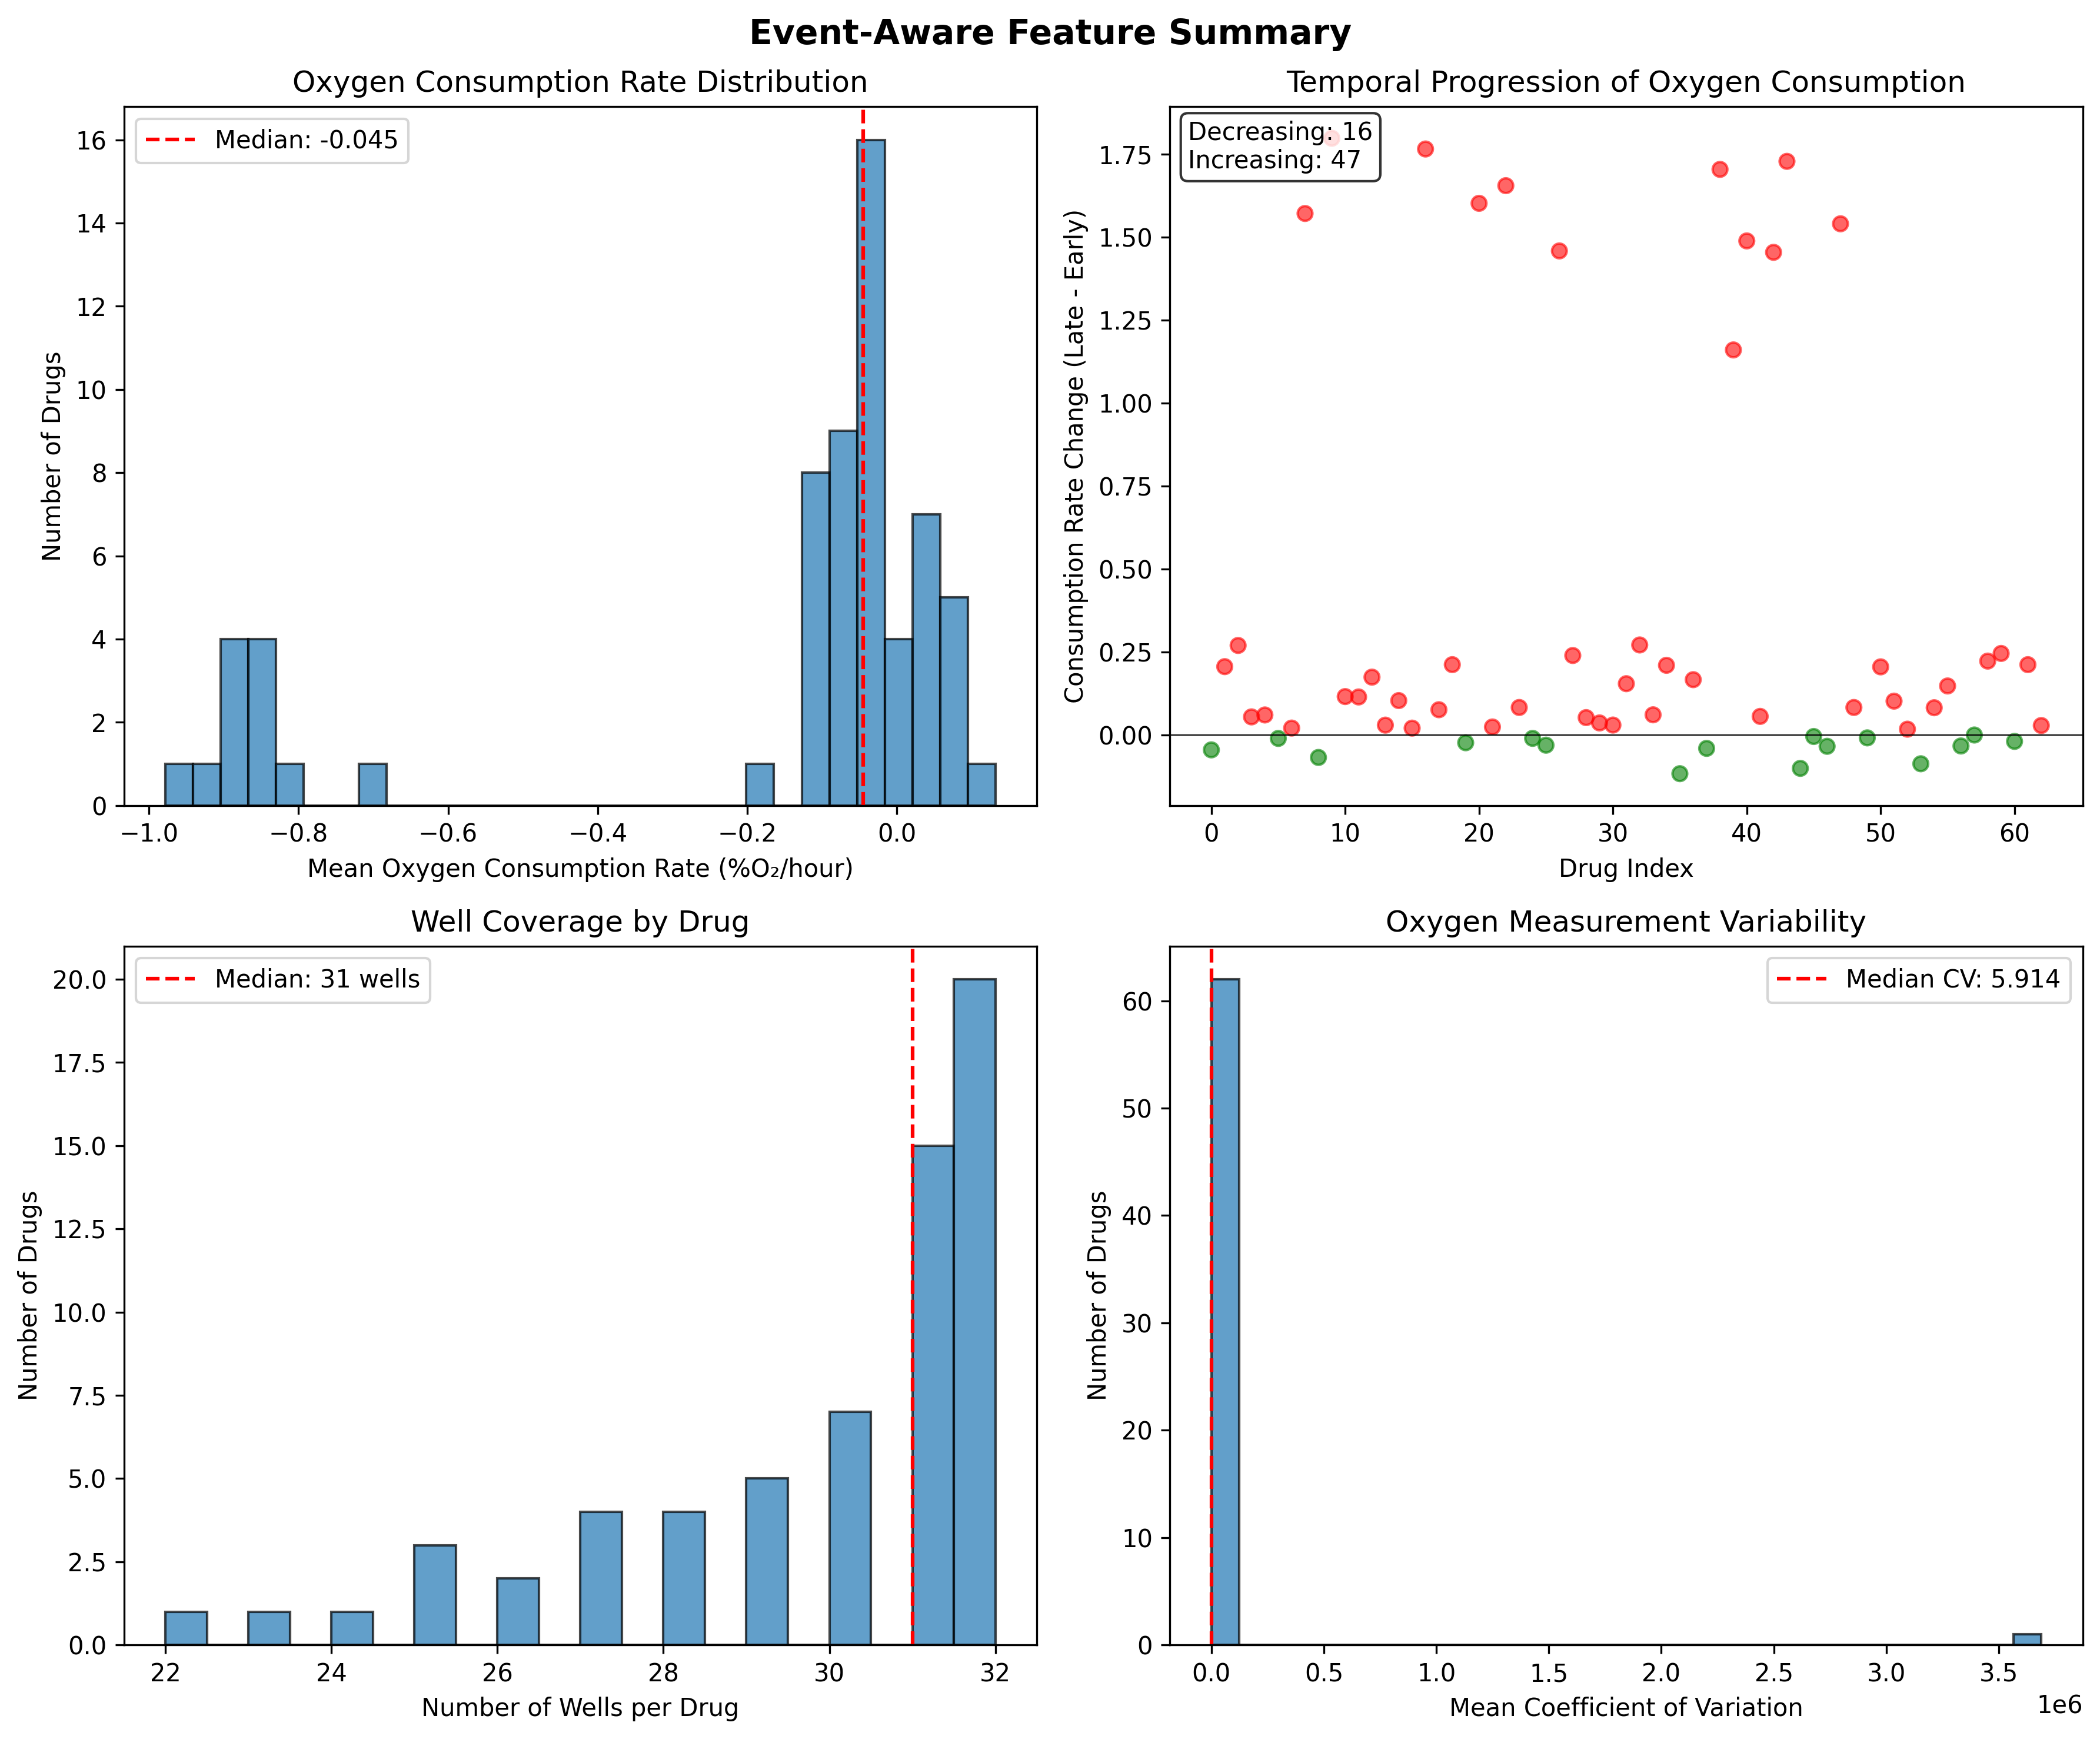 Event-Aware Feature Summary
Oxygen Consumption Rate Distribution
Median: -0.045
16
14
12
10
8
6
4
2
0
Number of Drugs
−1.0 −0.8 −0.6 −0.4 −0.2 0.0
Mean Oxygen Consumption Rate (%O₂/hour)
Temporal Progression of Oxygen Consumption
Decreasing: 16
Increasing: 47
1.75
1.50
1.25
1.00
0.75
0.50
0.25
0.00
Consumption Rate Change (Late - Early)
0 10 20 30 40 50 60
Drug Index
Well Coverage by Drug
Median: 31 wells
20.0
17.5
15.0
12.5
10.0
7.5
5.0
2.5
0.0
Number of Drugs
22 24 26 28 30 32
Number of Wells per Drug
Oxygen Measurement Variability
Median CV: 5.914
60
50
40
30
20
10
0
Number of Drugs
0.0 0.5 1.0 1.5 2.0 2.5 3.0 3.5
1e6
Mean Coefficient of Variation